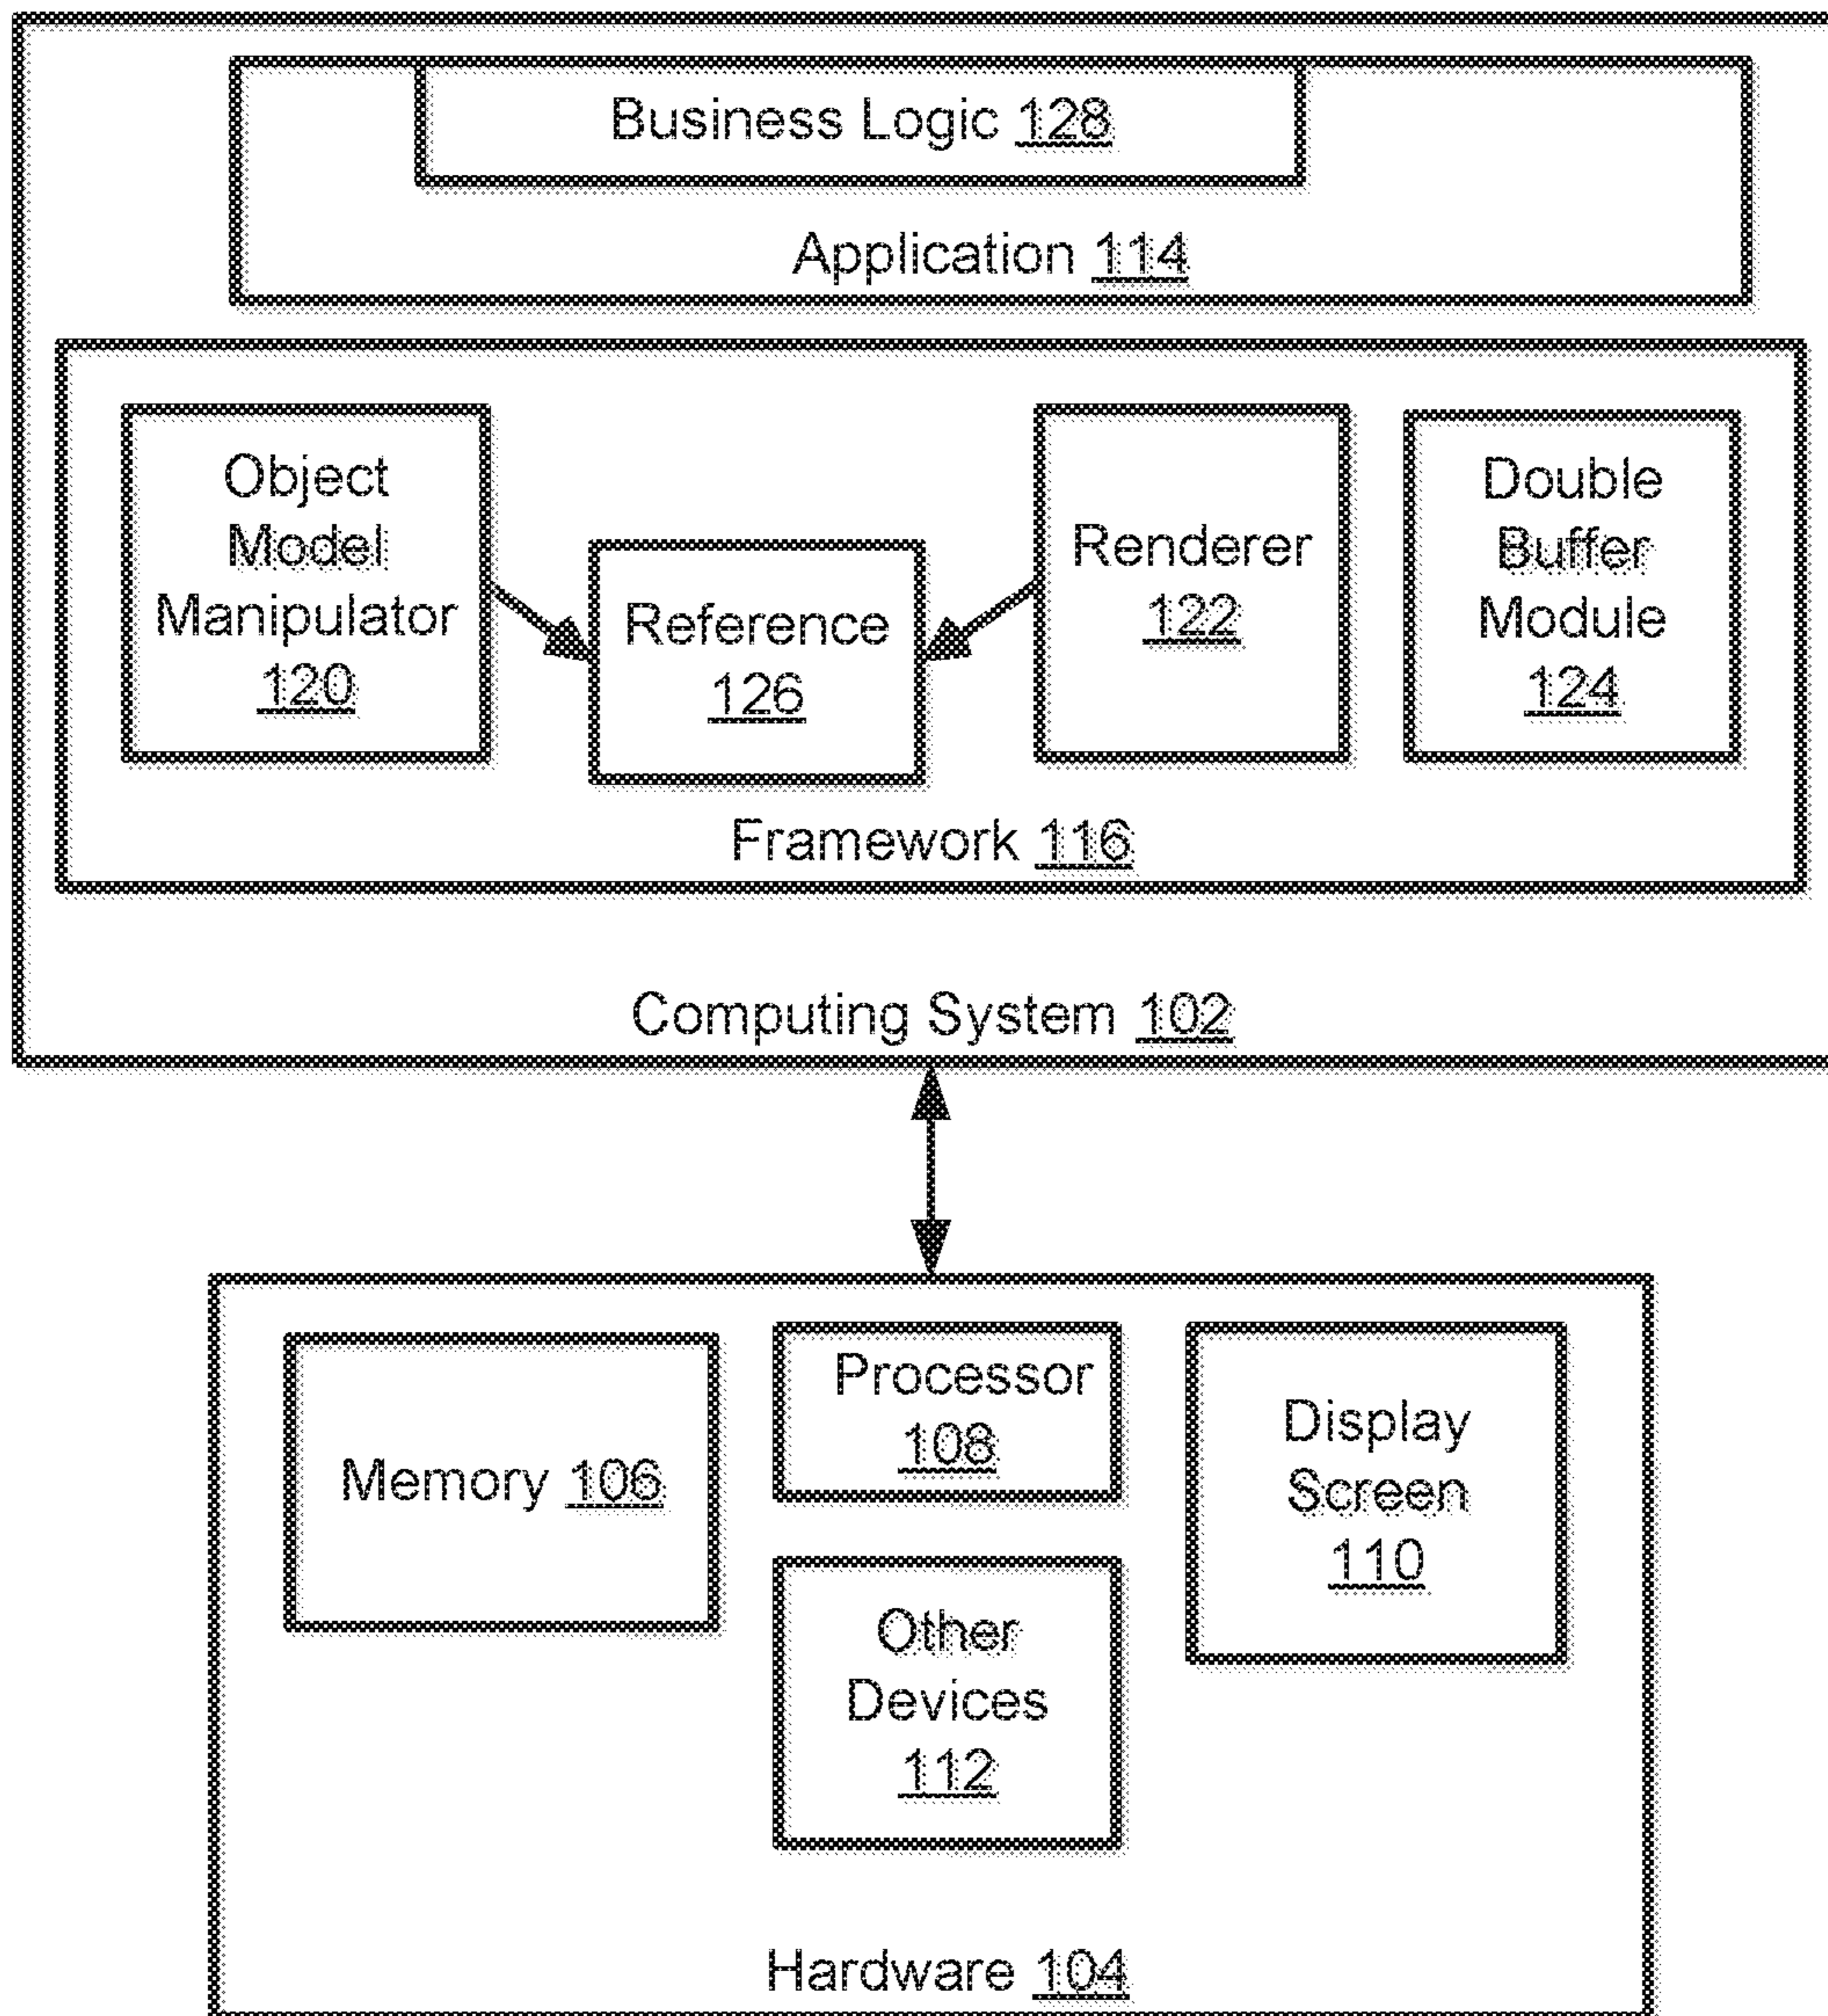 Business Logic 128
Application 114
Object
Model
Manipulator
120
Reference
126
Renderer
122
Double
Buffer
Module
124
Framework 116
Computing System 102
Memory 106
Processor
108
Display
Screen
110
Other
Devices
112
Hardware 104